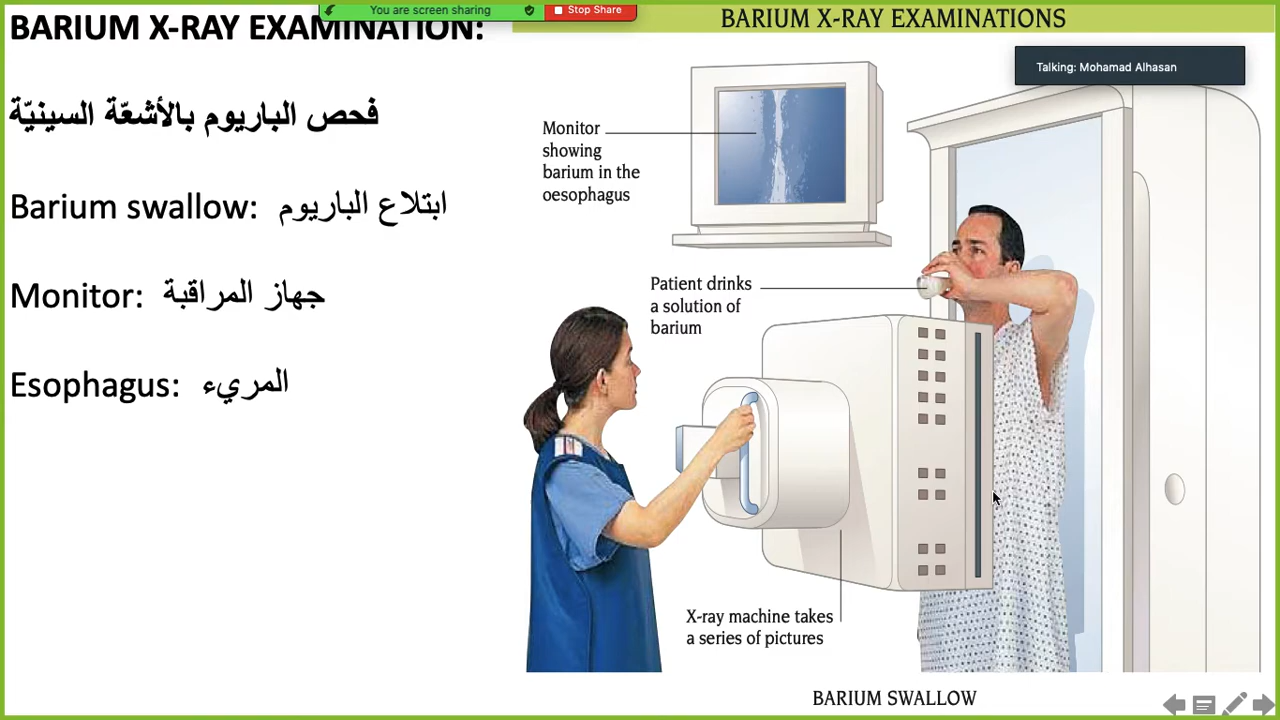 You are screen sharing
Stop Share
BARIUM X-RAY EXAMINATION:
فحص الباريوم بالأشعّة السينيّة
Barium swallow: ابتلاع الباريوم
Monitor: جهاز المراقبة
Esophagus: المريء
BARIUM X-RAY EXAMINATIONS
Talking: Mohamad Alhasan
Monitor
showing
barium in the
oesophagus
Patient drinks
a solution of
barium
X-ray machine takes
a series of pictures
BARIUM SWALLOW